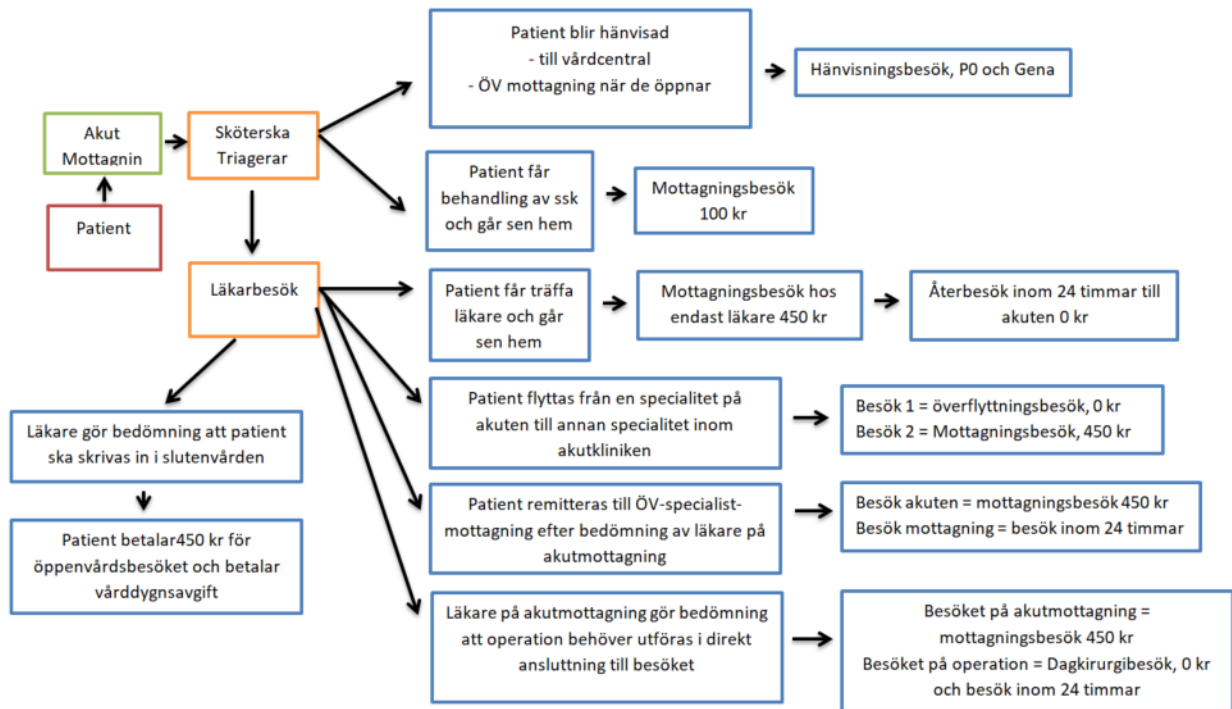 Patient
Akut
Mottagnin
Sköterska
Triagerar
Patient blir hänvisad
- till vårdcentral
- ÖV mottagning när de öppnar
Hänvisningsbesök, P0 och Gena
Patient får
behandling av ssk
och går sen hem
Mottagningsbesök
100 kr
Läkarbesök
Patient får träffa
läkare och går
sen hem
Mottagningsbesök hos
endast läkare 450 kr
Återbesök inom 24 timmar till
akuten 0 kr
Patient flyttas från en specialitet på
akuten till annan specialitet inom
akutkliniken
Besök 1 = överflyttningsbesök, 0 kr
Besök 2 = Mottagningsbesök, 450 kr
Läkare gör bedömning att patient
ska skrivas in i slutenvården
Patient betalar450 kr för
öppenvårdsbesöket och betalar
vårddygnsavgift
Patient remitteras till ÖV-specialist-
mottagning efter bedömning av läkare på
akutmottagning
Besök akuten = mottagningsbesök 450 kr
Besök mottagning = besök inom 24 timmar
Läkare på akutmottagning gör bedömning
att operation behöver utföras i direkt
ansluttning till besöket
Besöket på akutmottagning =
mottagningsbesök 450 kr
Besöket på operation = Dagkirurgibesök, 0 kr
och besök inom 24 timmar